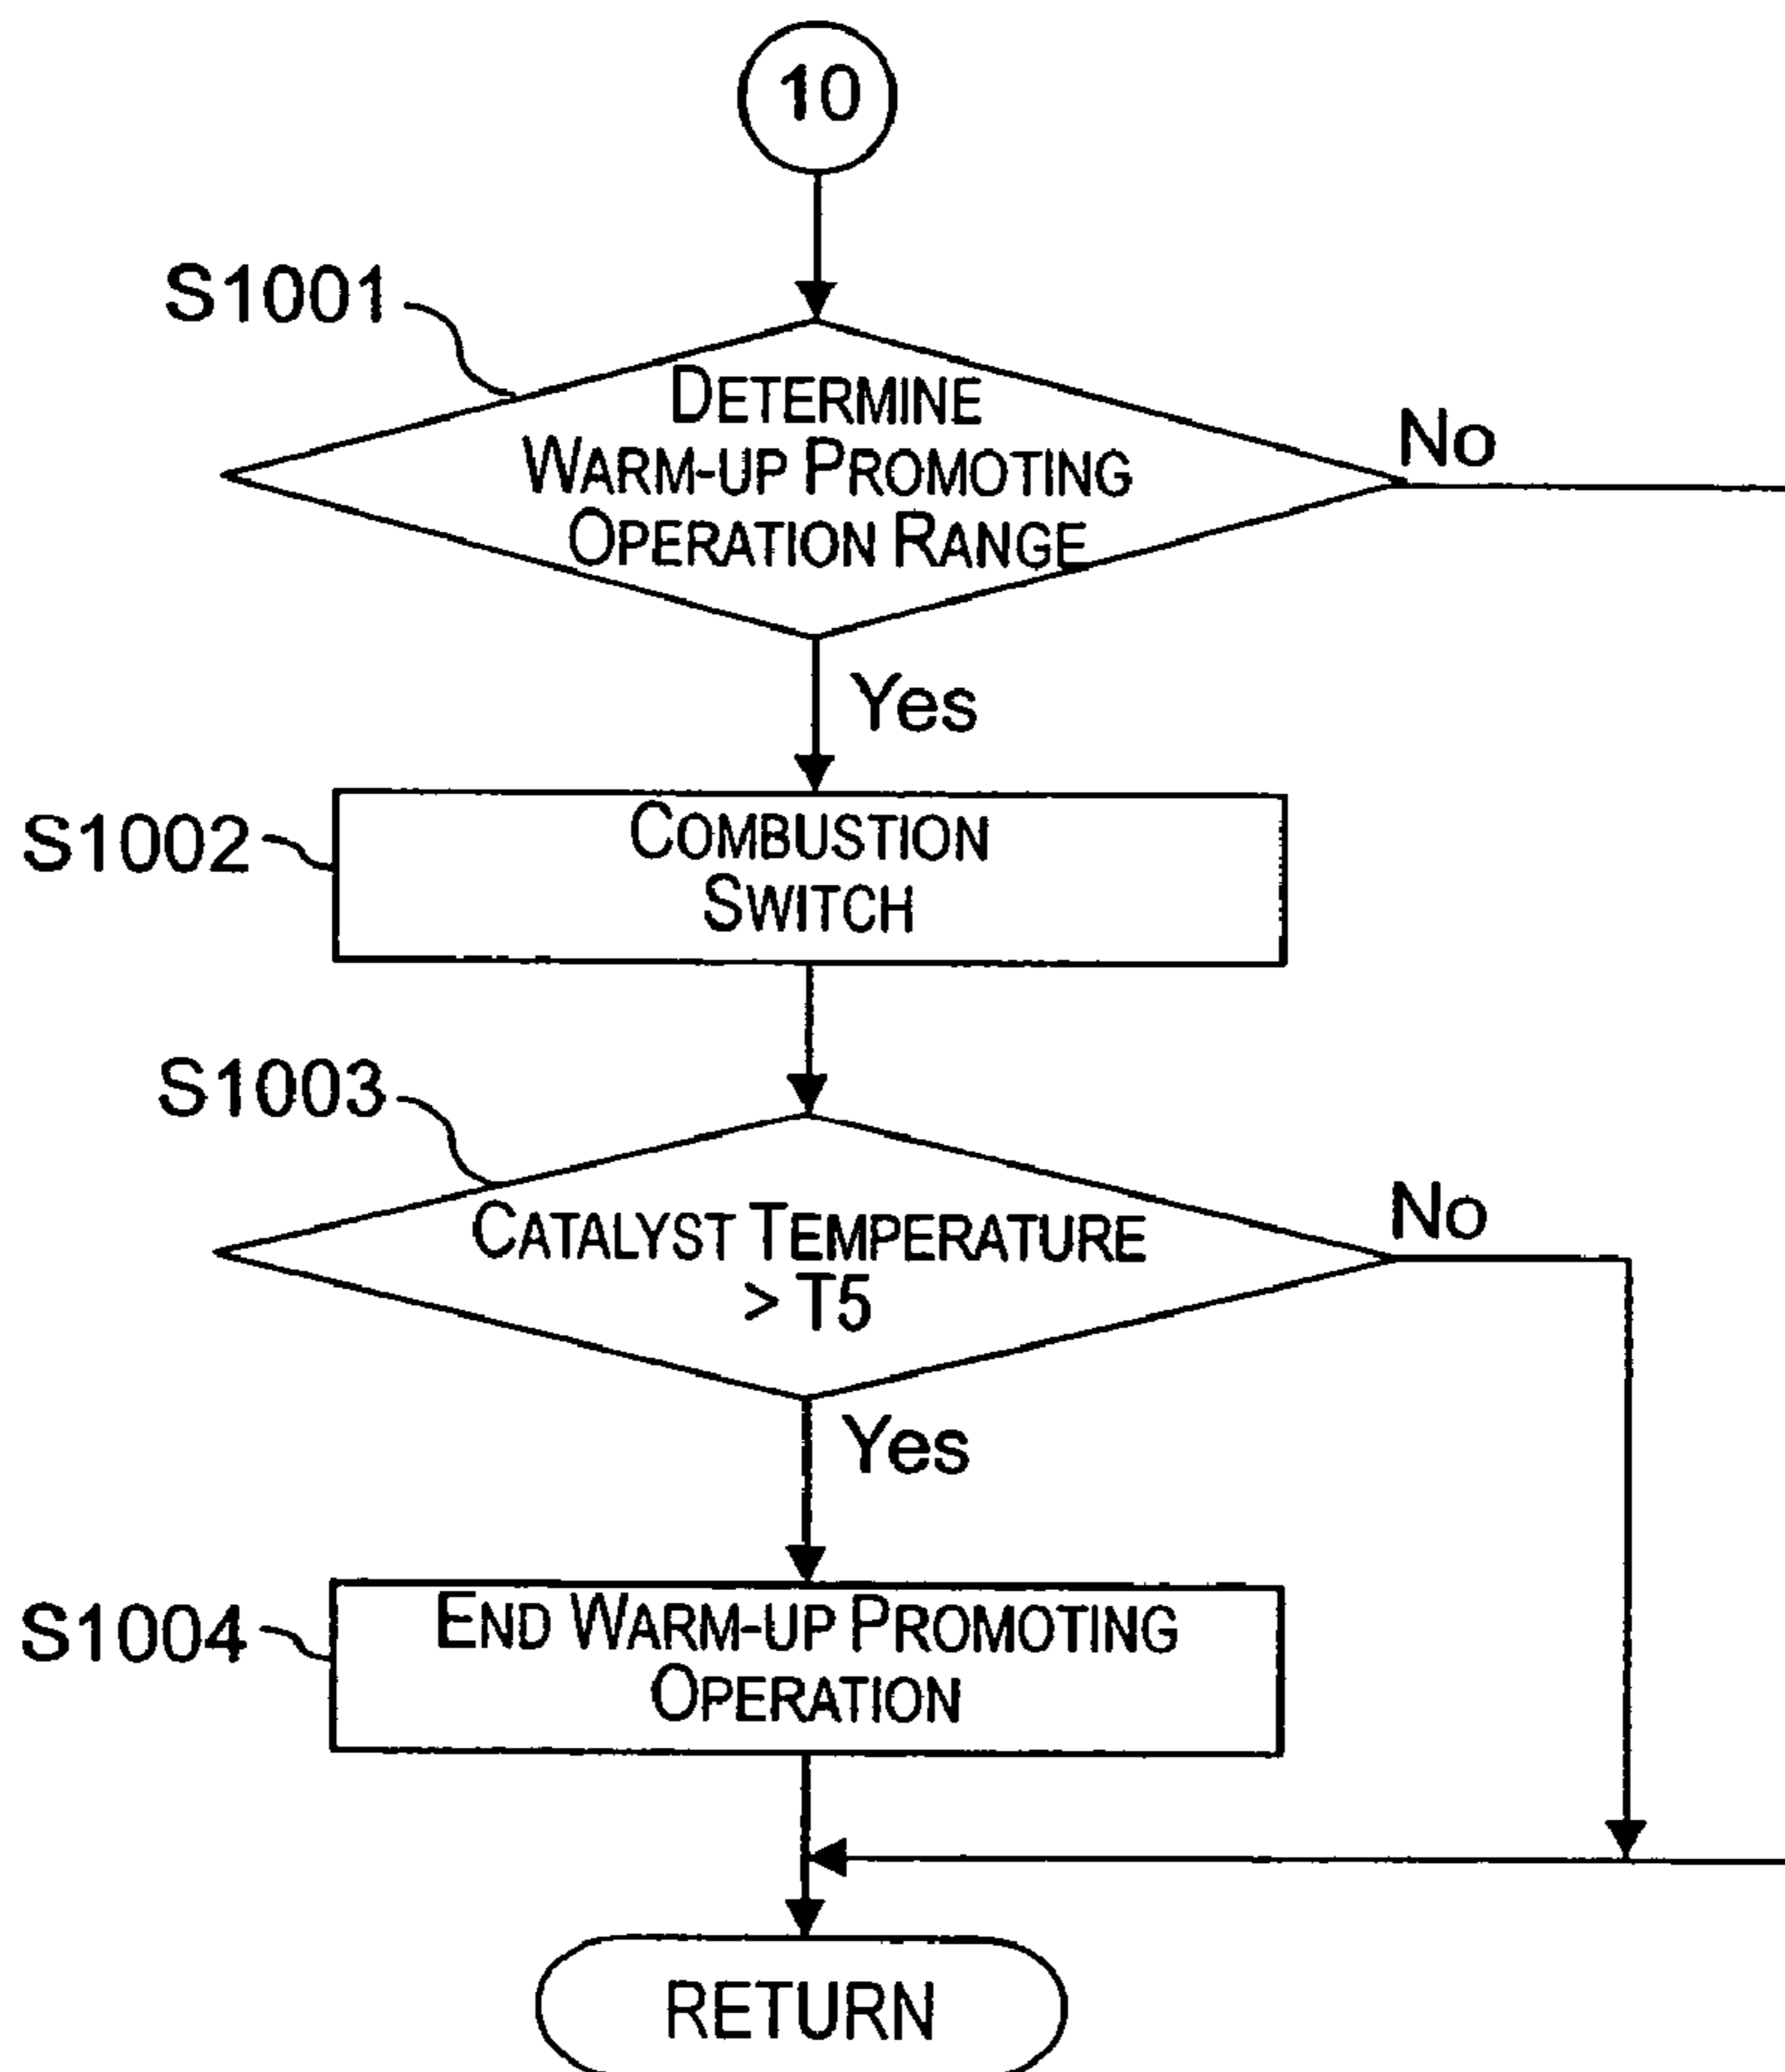 10
S1001
DETERMINE
WARM-UP PROMOTING
OPERATION RANGE
No
Yes
S1002
COMBUSTION
SWITCH
S1003
CATALYST TEMPERATURE
> T5
No
Yes
S1004
END WARM-UP PROMOTING
OPERATION
RETURN